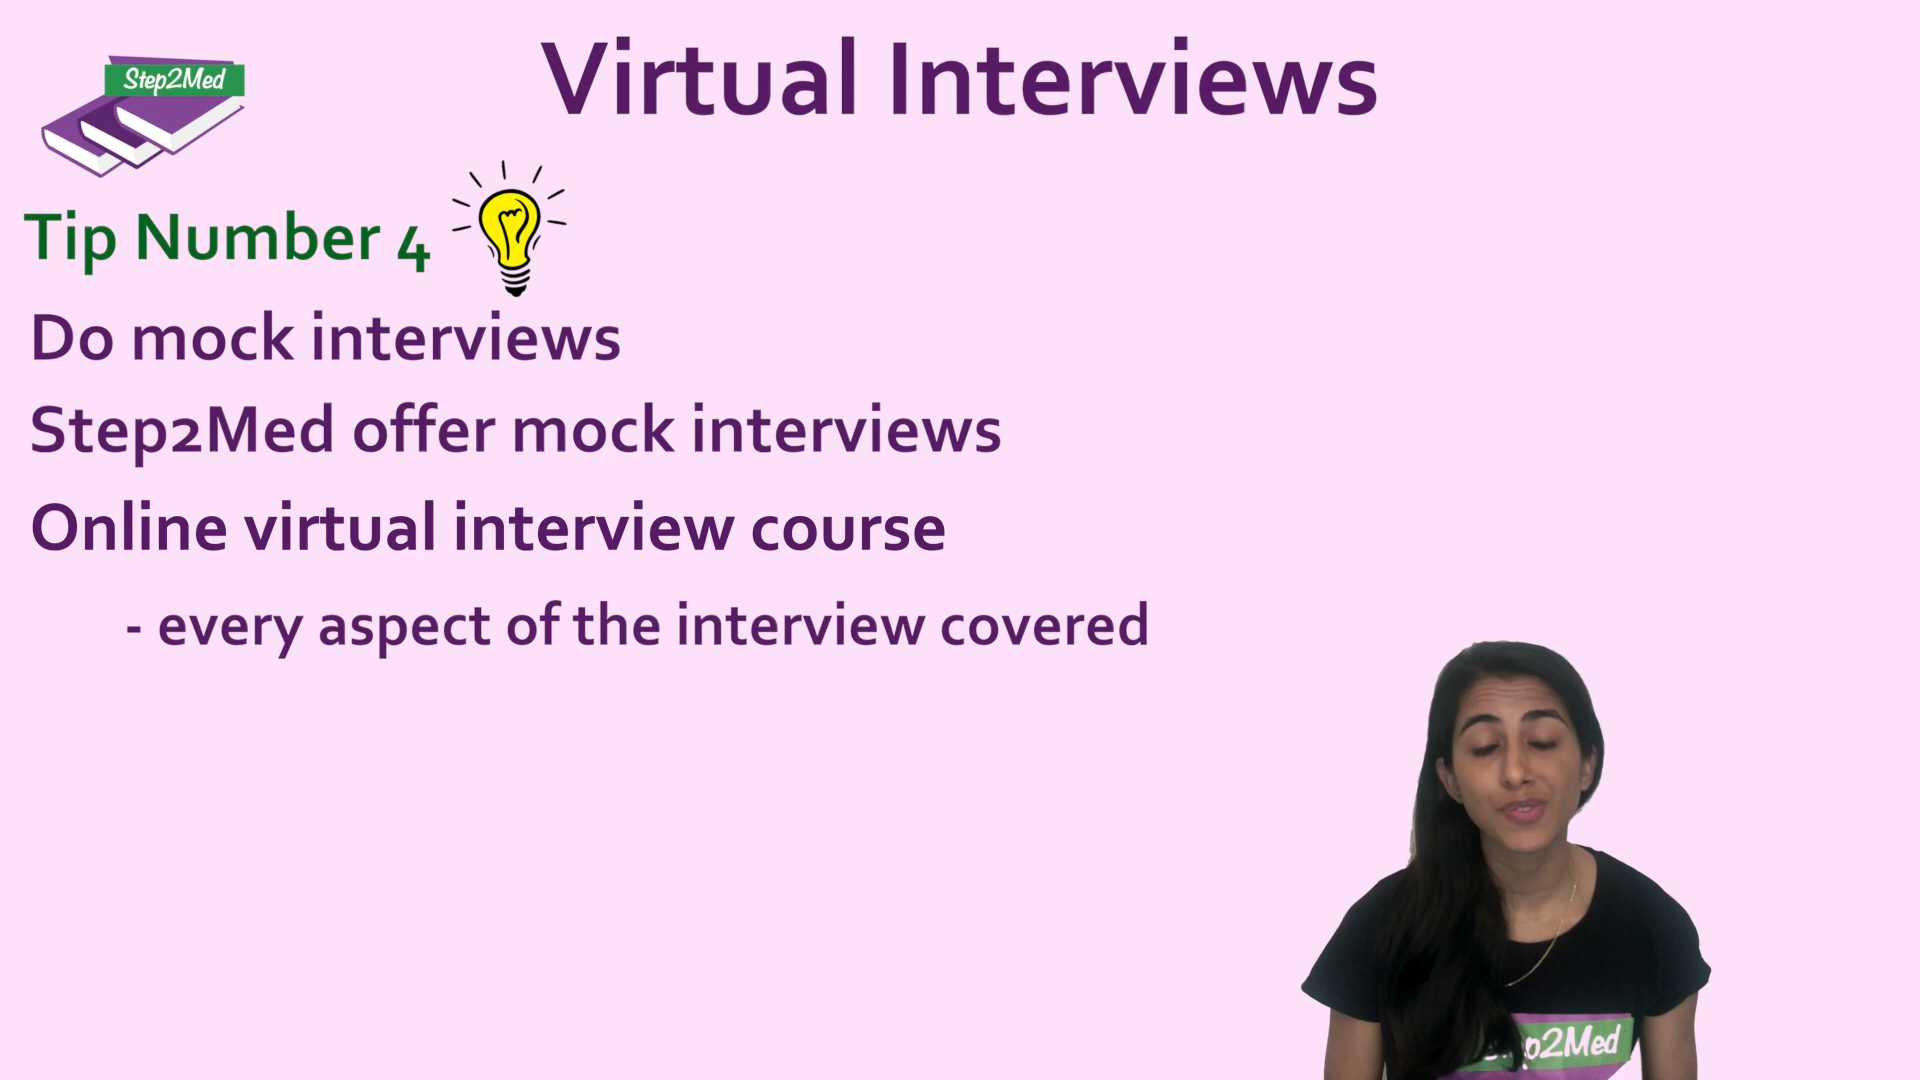 Step2Med
Virtual Interviews
Tip Number 4
Do mock interviews
Step2Med offer mock interviews
Online virtual interview course
- every aspect of the interview covered
p2Med